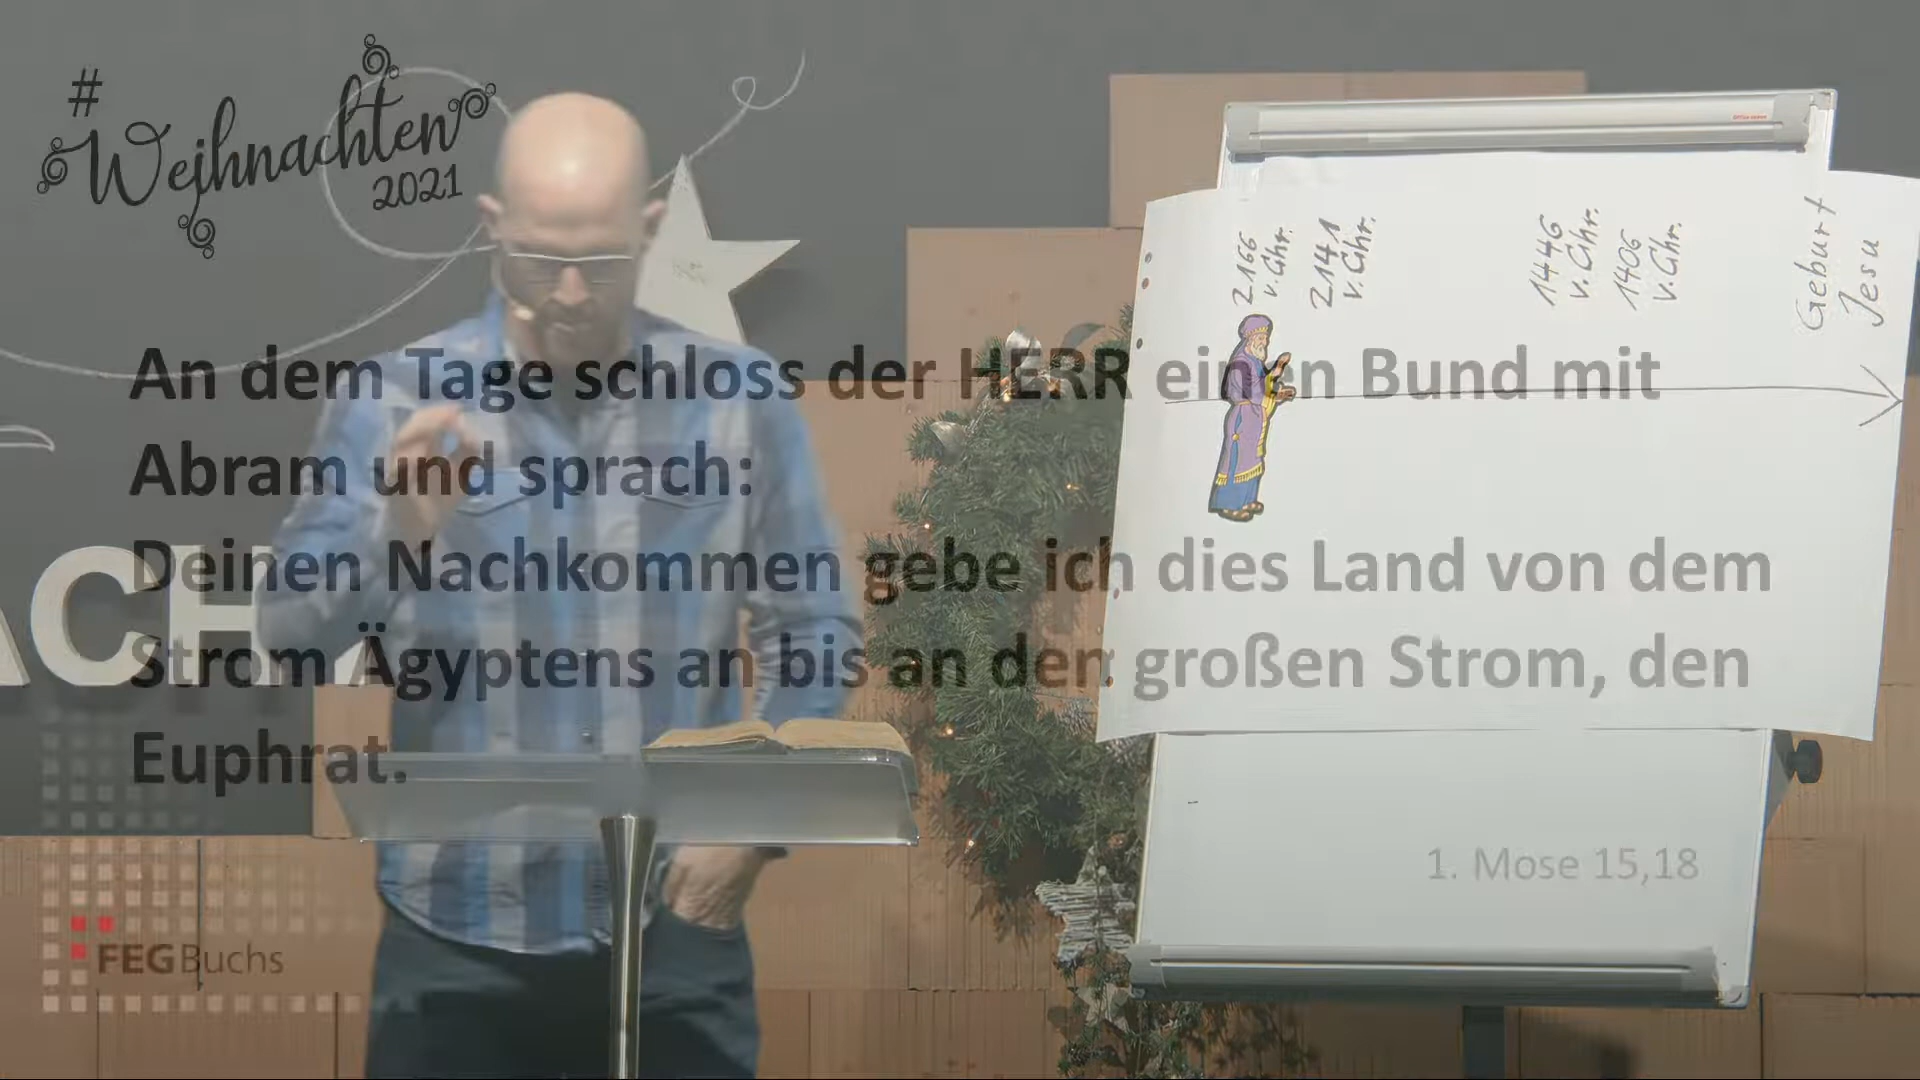 #
Weihnachten
2021
2166
v. Chr.
2141
v. Chr.
1446
v. Chr.
1406
v. Chr.
Geburt
Jesu
An dem Tage schloss der HERR einen Bund mit
Abram und sprach:
Deinen Nachkommen gebe ich dies Land von dem
Strom Ägyptens an bis an den großen Strom, den
Euphrat.
ACH
1. Mose 15,18
FEGBuchs